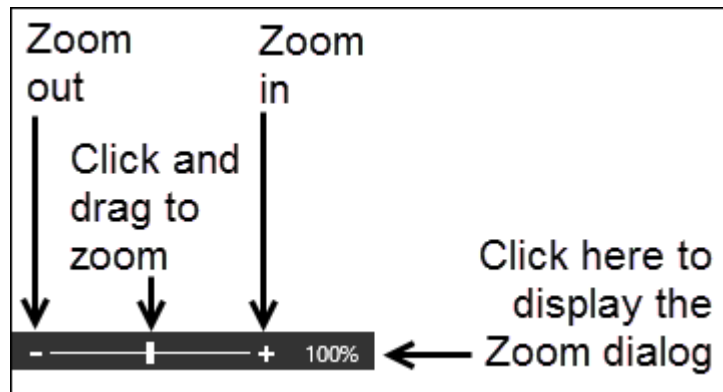 Zoom out
Zoom in
Click and drag to zoom
Click here to display the Zoom dialog
- + 100%